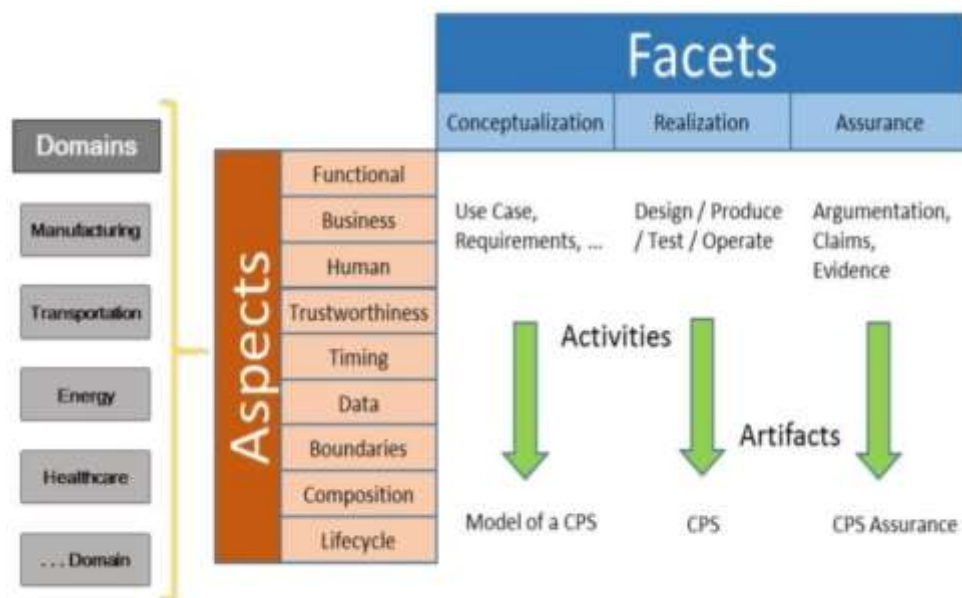 Facets
Conceptualization
Realization
Assurance
Domains
Manufacturing
Transportation
Energy
Healthcare
. . . Domain
Aspects
Functional
Business
Human
Trustworthiness
Timing
Data
Boundaries
Composition
Lifecycle
Use Case,
Requirements, ...
Design / Produce
/ Test / Operate
Argumentation,
Claims,
Evidence
Activities
Artifacts
Model of a CPS
CPS
CPS Assurance